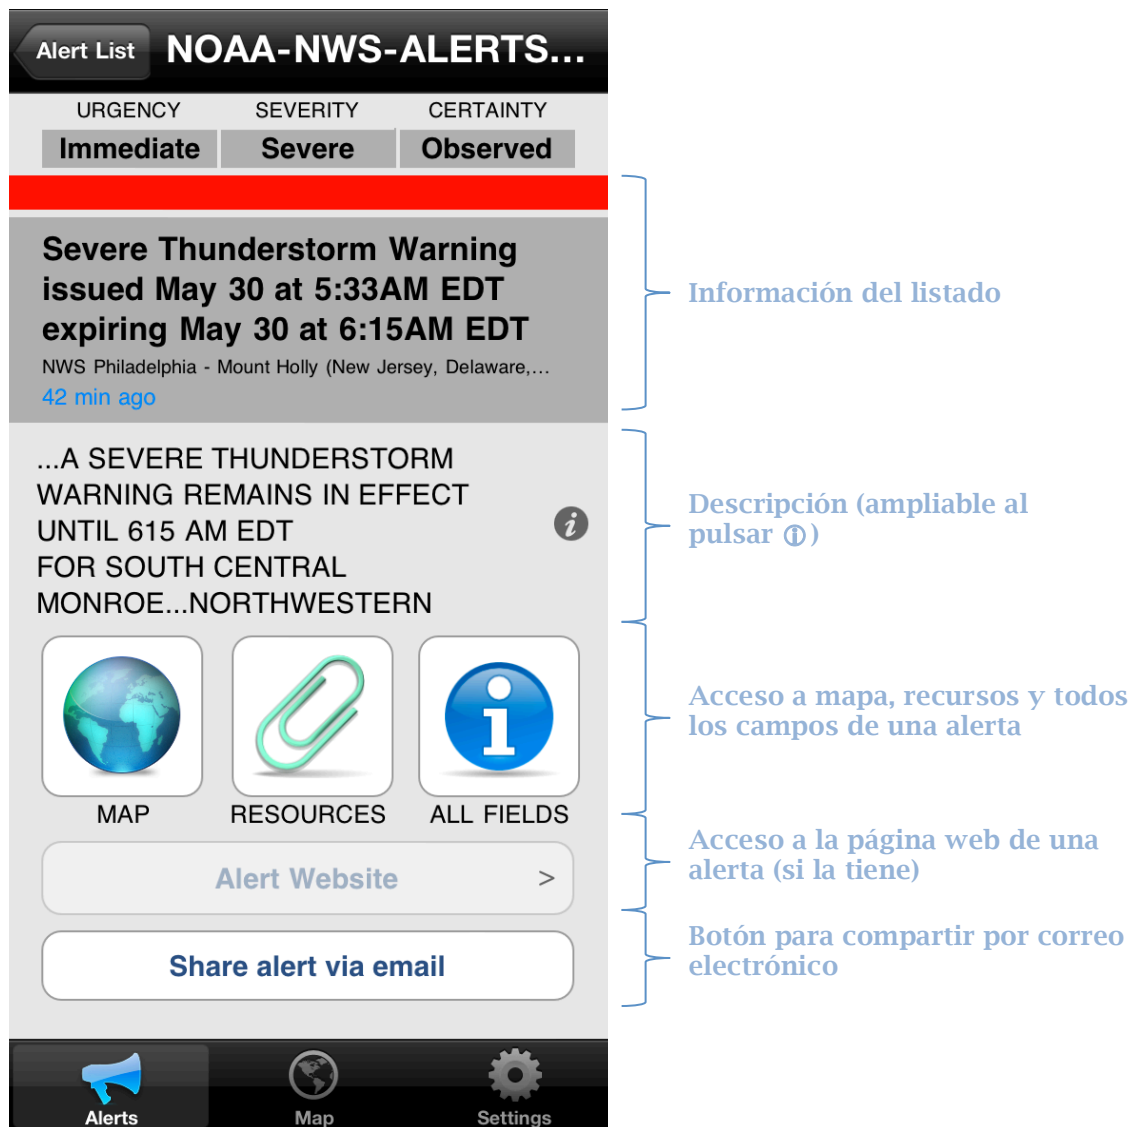 Alert List NOAA-NWS-ALERTS...
URGENCY SEVERITY CERTAINTY
Immediate Severe Observed
Severe Thunderstorm Warning
issued May 30 at 5:33AM EDT
expiring May 30 at 6:15AM EDT
NWS Philadelphia - Mount Holly (New Jersey, Delaware,...
42 min ago
Información del listado
...A SEVERE THUNDERSTORM
WARNING REMAINS IN EFFECT
UNTIL 615 AM EDT
FOR SOUTH CENTRAL
MONROE...NORTHWESTERN
i
Descripción (ampliable al
pulsar ⓘ)
MAP RESOURCES ALL FIELDS
Acceso a mapa, recursos y todos
los campos de una alerta
Alert Website >
Acceso a la página web de una
alerta (si la tiene)
Share alert via email
Botón para compartir por correo
electrónico
Alerts Map Settings